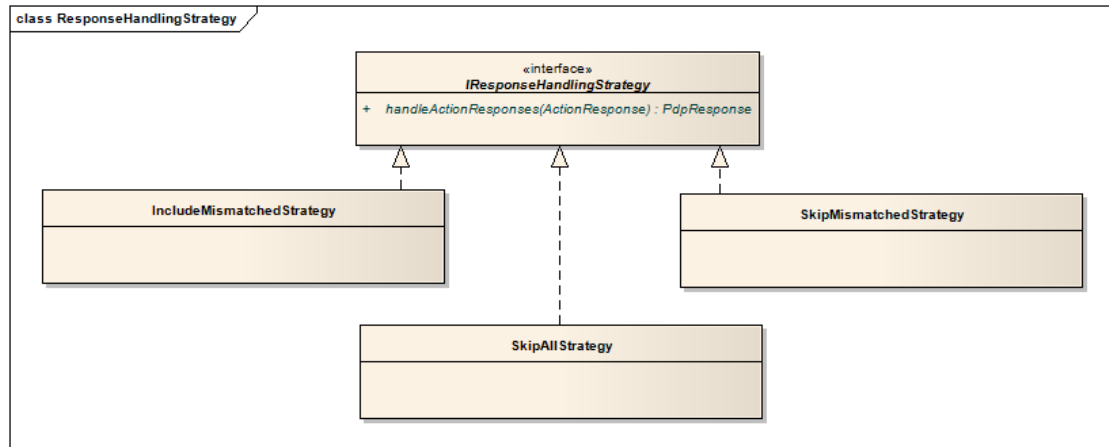 class ResponseHandlingStrategy
«interface»
IResponseHandlingStrategy
+ handleActionResponses(ActionResponse) : PdpResponse
IncludeMismatchedStrategy
SkipMismatchedStrategy
SkipAllStrategy